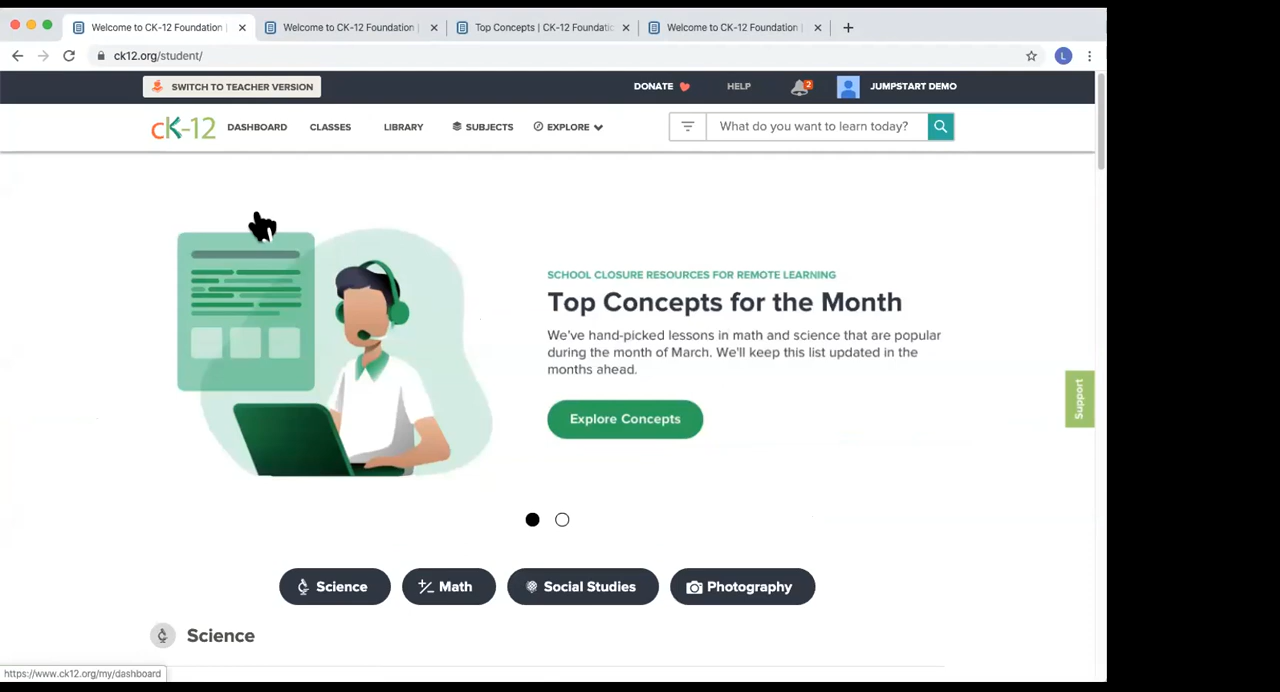 Welcome to CK-12 Foundation |
Welcome to CK-12 Foundation |
Top Concepts | CK-12 Foundatio
Welcome to CK-12 Foundation |
ck12.org/student/
L
SWITCH TO TEACHER VERSION
DONATE
HELP
2
JUMPSTART DEMO
cK-12
DASHBOARD
CLASSES
LIBRARY
SUBJECTS
EXPLORE
What do you want to learn today?
SCHOOL CLOSURE RESOURCES FOR REMOTE LEARNING
Top Concepts for the Month
We've hand-picked lessons in math and science that are popular
during the month of March. We'll keep this list updated in the
months ahead.
Explore Concepts
Support
Science
Math
Social Studies
Photography
Science
https://www.ck12.org/my/dashboard